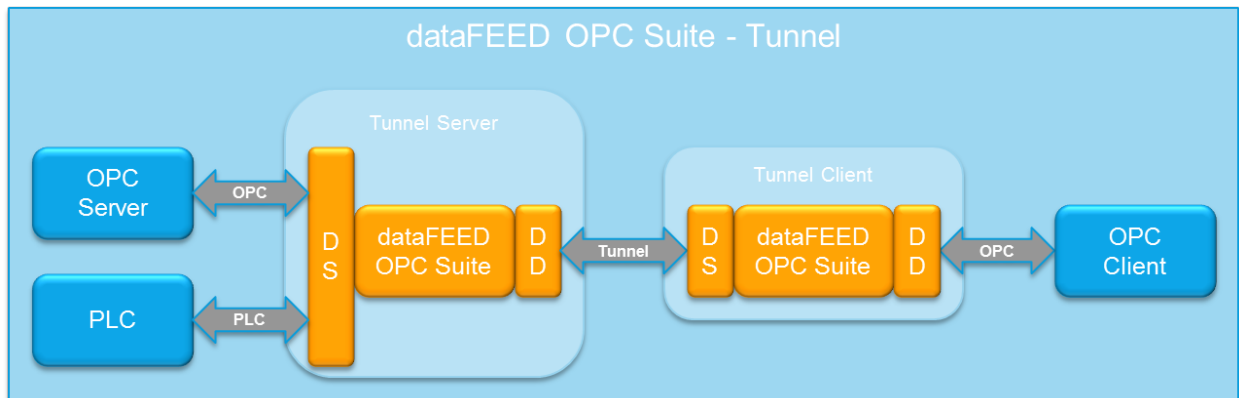 dataFEED OPC Suite - Tunnel
Tunnel Server
Tunnel Client
OPC
Server
OPC
PLC
PLC
D
S
dataFEED
OPC Suite
D
D
Tunnel
D
S
dataFEED
OPC Suite
D
D
OPC
OPC
Client